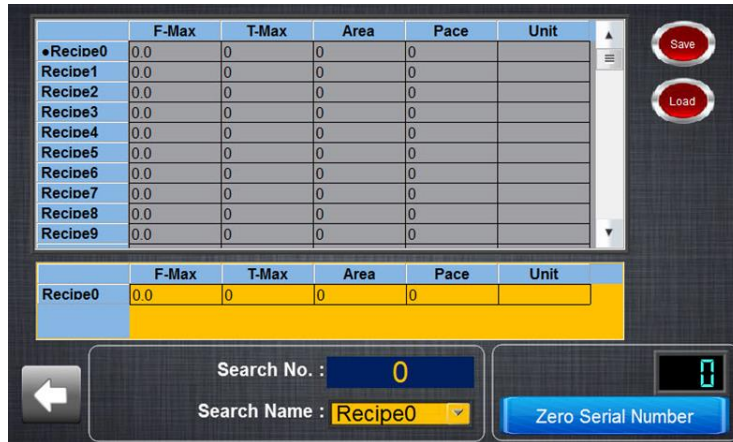 F-Max T-Max Area Pace Unit
•Recipe0 0.0 0 0 0
Recipe1 0.0 0 0 0
Recipe2 0.0 0 0 0
Recipe3 0.0 0 0 0
Recipe4 0.0 0 0 0
Recipe5 0.0 0 0 0
Recipe6 0.0 0 0 0
Recipe7 0.0 0 0 0
Recipe8 0.0 0 0 0
Recipe9 0.0 0 0 0
Save
Load
F-Max T-Max Area Pace Unit
Recipe0 0.0 0 0 0
Search No. : 0
Search Name : Recipe0
0
Zero Serial Number